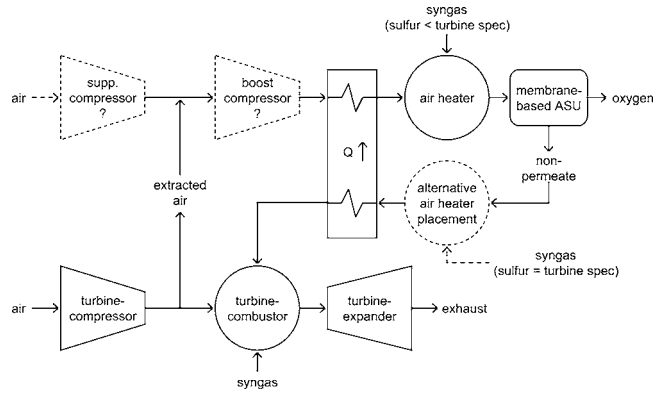 syngas
(sulfur < turbine spec)
air
supp.
compressor
?
boost
compressor
?
air heater
membrane-
based ASU
oxygen
Q
non-
permeate
extracted
air
alternative
air heater
placement
syngas
(sulfur = turbine spec)
air
turbine-
compressor
turbine-
combustor
turbine-
expander
exhaust
syngas